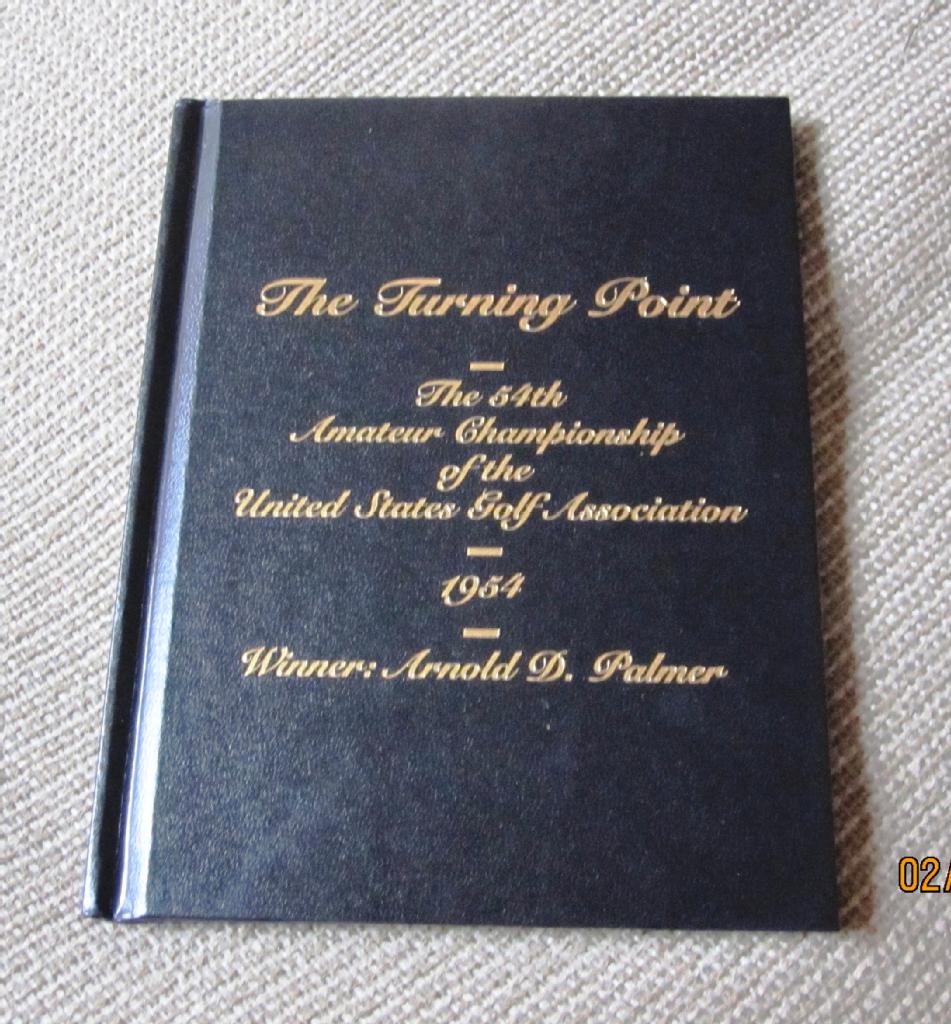 The Turning Point
The 54th
Amateur Championship
of the
United States Golf Association
1954
Winner: Arnold D. Palmer
02/